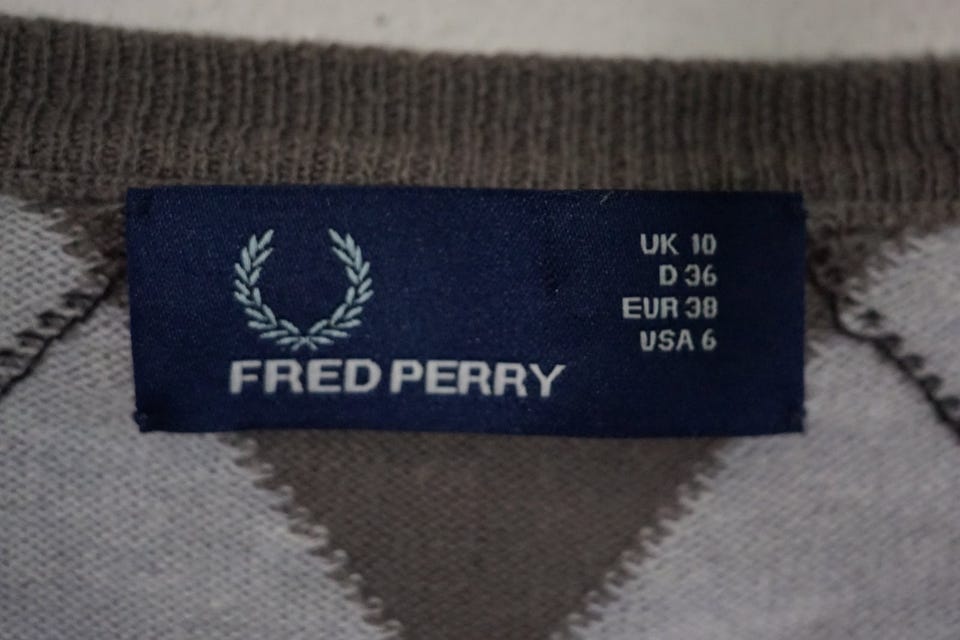 FRED PERRY
UK 10
D 36
EUR 38
USA 6